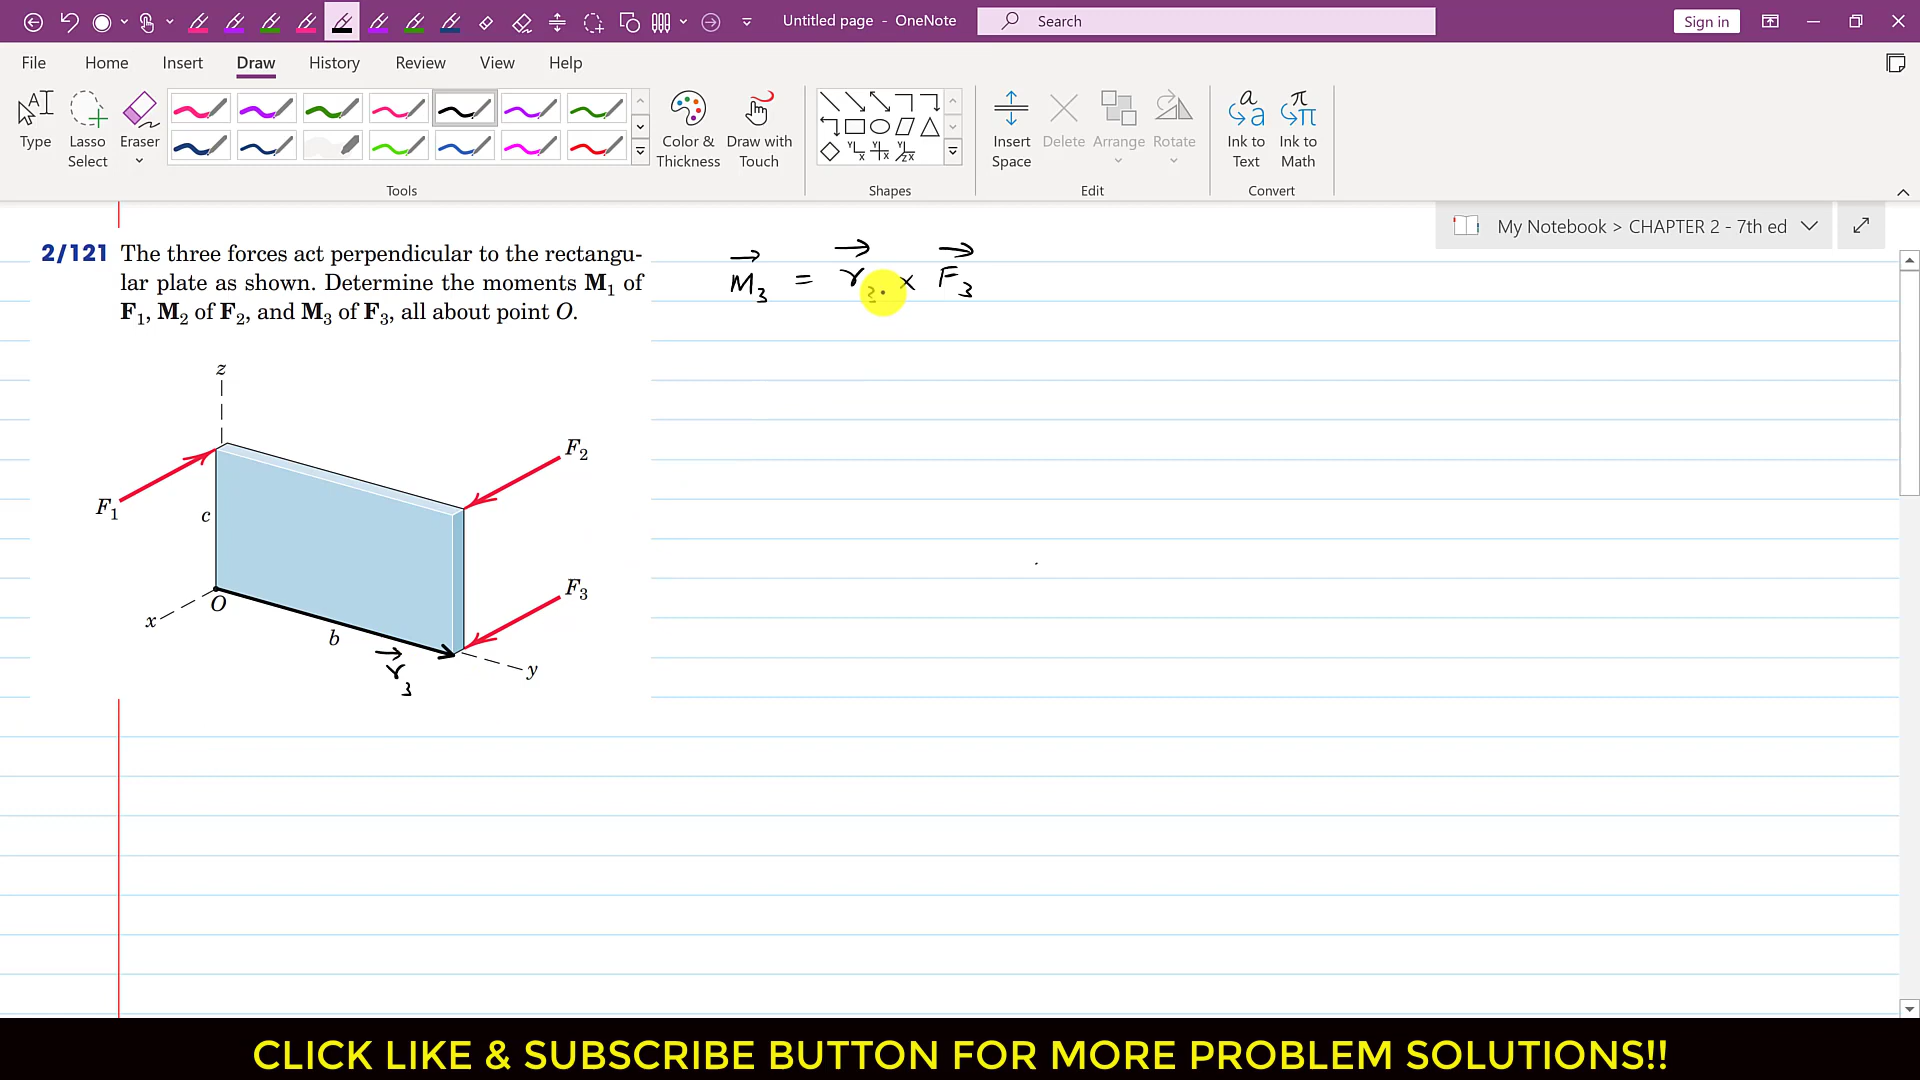 Untitled page - OneNote
Search
Sign in
File Home Insert Draw History Review View Help
Type
Lasso Select
Eraser
Color & Thickness
Draw with Touch
Insert Space
Delete
Arrange
Rotate
Ink to Text
Ink to Math
Tools
Shapes
Edit
Convert
My Notebook > CHAPTER 2 - 7th ed
2/121 The three forces act perpendicular to the rectangu-
lar plate as shown. Determine the moments M₁ of
F₁, M₂ of F₂, and M₃ of F₃, all about point O.
M₃ = r₃ × F₃
z
F₂
F₁
c
F₃
O
x
b
y
r₃
CLICK LIKE & SUBSCRIBE BUTTON FOR MORE PROBLEM SOLUTIONS!!